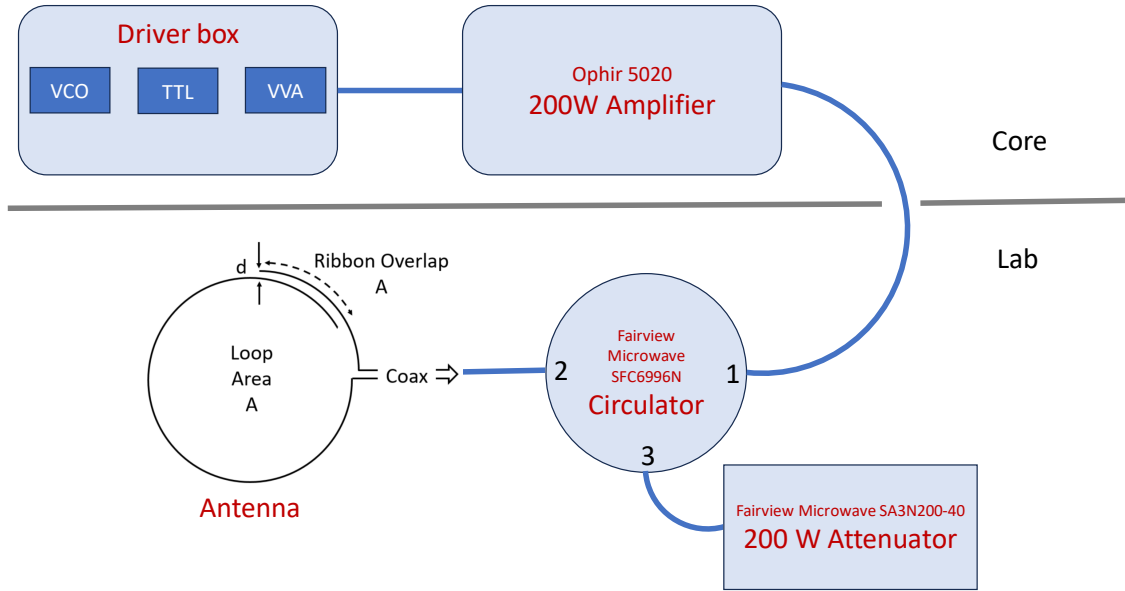 Driver box
VCO
TTL
VVA
Ophir 5020
200W Amplifier
Core
Lab
d
Ribbon Overlap
A
Loop
Area
A
Coax
Antenna
2
Fairview
Microwave
SFC6996N
1
Circulator
3
Fairview Microwave SA3N200-40
200 W Attenuator